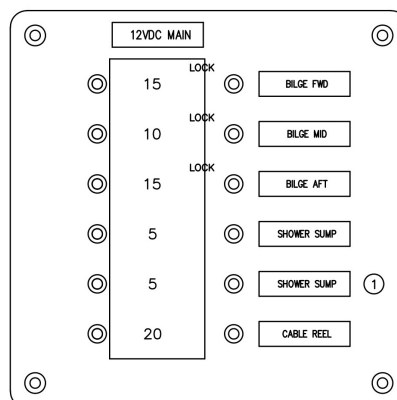 12VDC MAIN
LOCK
15 BILGE FWD
LOCK
10 BILGE MID
LOCK
15 BILGE AFT
5 SHOWER SUMP
5 SHOWER SUMP 1
20 CABLE REEL